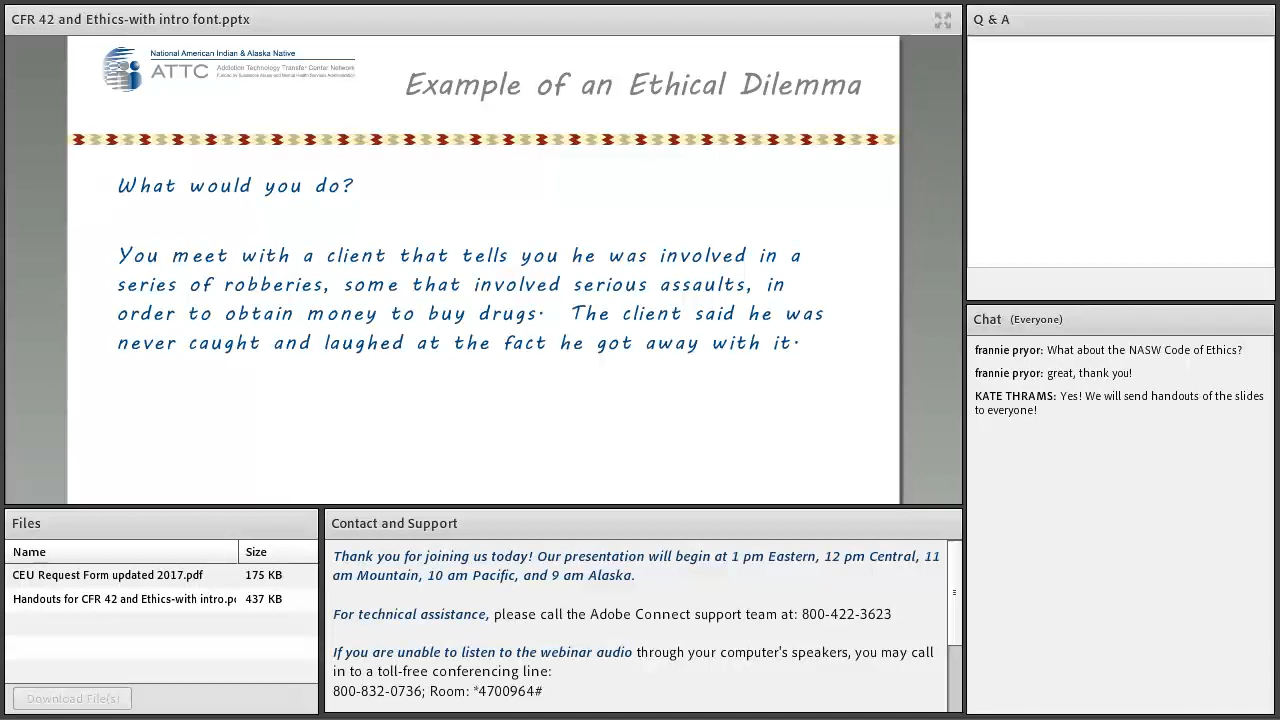 CFR 42 and Ethics-with intro font.pptx
National American Indian & Alaska Native
ATTC Addiction Technology Transfer Center Network
Funded by Substance Abuse and Mental Health Services Administration
Example of an Ethical Dilemma
What would you do?
You meet with a client that tells you he was involved in a
series of robberies, some that involved serious assaults, in
order to obtain money to buy drugs. The client said he was
never caught and laughed at the fact he got away with it.
Files
Name Size
CEU Request Form updated 2017.pdf 175 KB
Handouts for CFR 42 and Ethics-with intro.p 437 KB
Download File(s)
Contact and Support
Thank you for joining us today! Our presentation will begin at 1 pm Eastern, 12 pm Central, 11
am Mountain, 10 am Pacific, and 9 am Alaska.
For technical assistance, please call the Adobe Connect support team at: 800-422-3623
If you are unable to listen to the webinar audio through your computer's speakers, you may call
in to a toll-free conferencing line:
800-832-0736; Room: *4700964#
Q & A
Chat (Everyone)
frannie pryor: What about the NASW Code of Ethics?
frannie pryor: great, thank you!
KATE THRAMS: Yes! We will send handouts of the slides
to everyone!